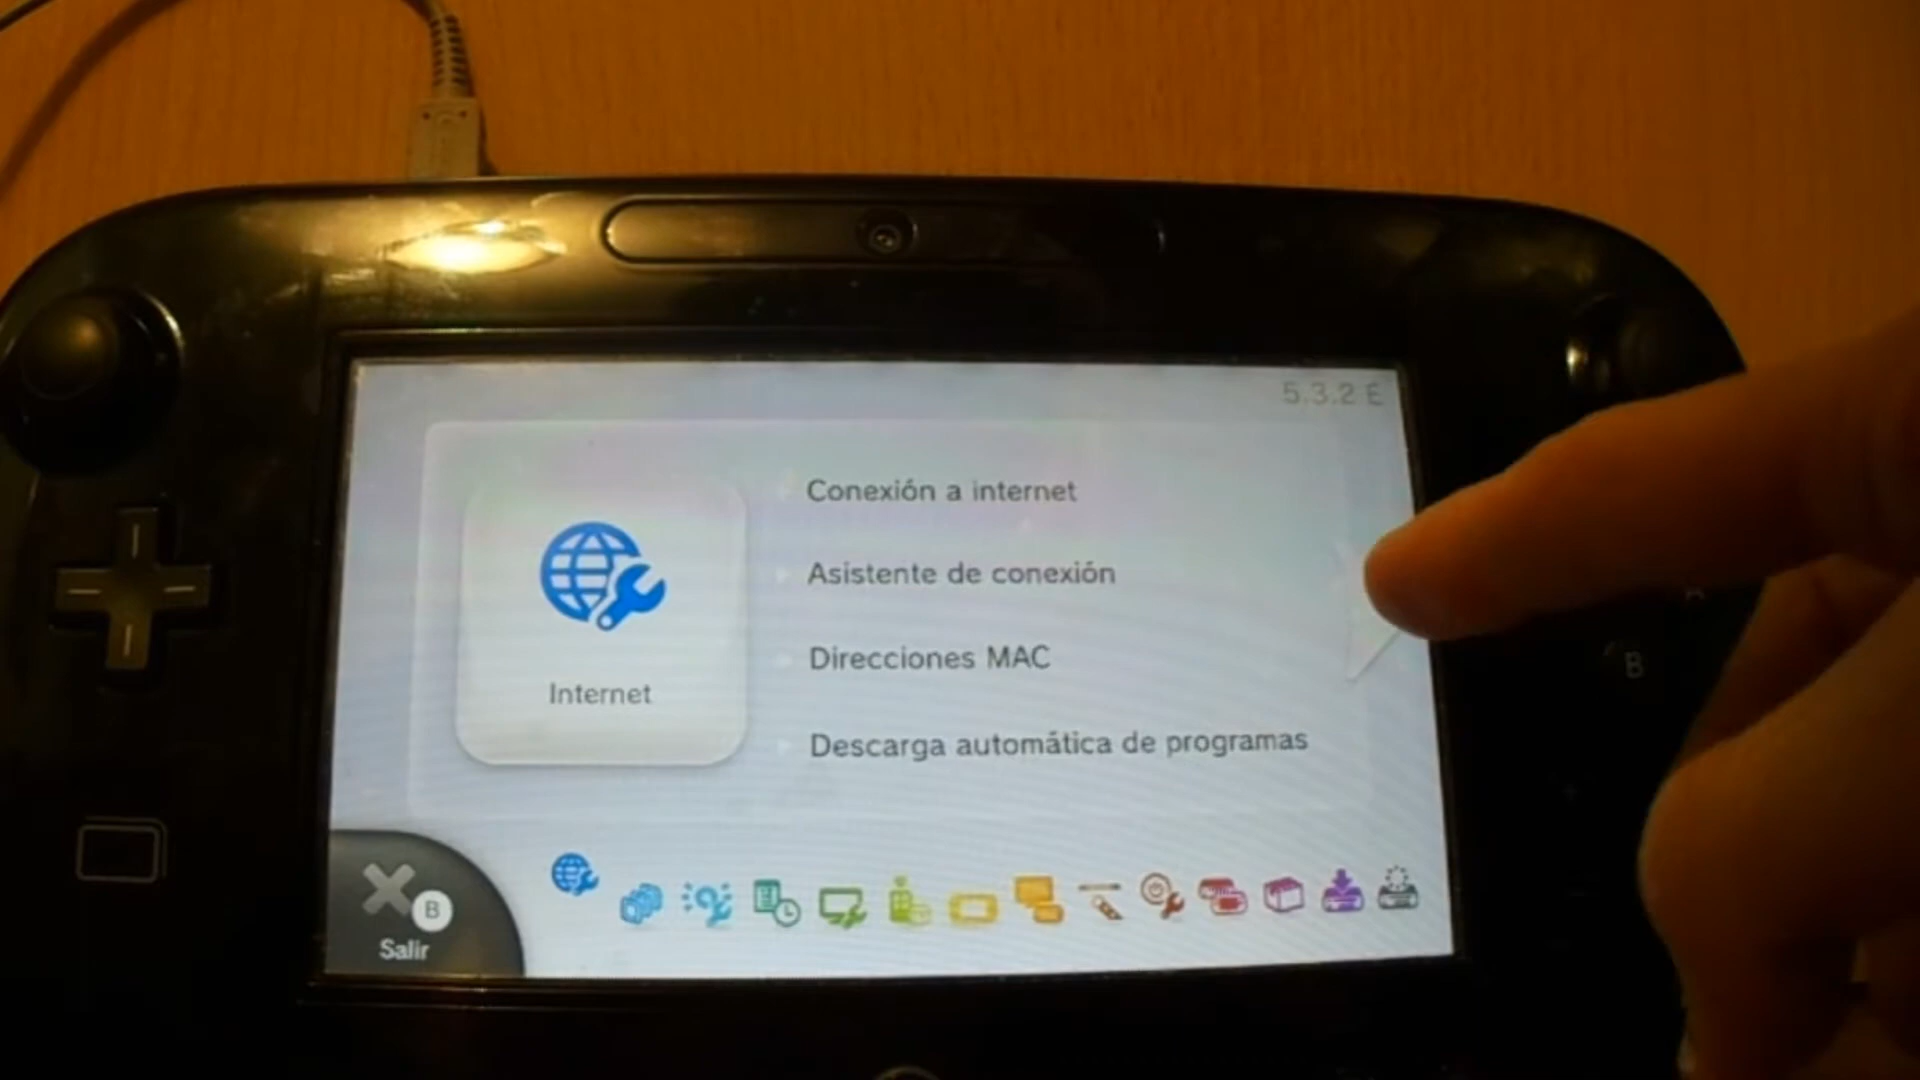 5.3.2 E
Conexión a internet
Asistente de conexión
Direcciones MAC
Descarga automática de programas
Internet
B
Salir
A
B